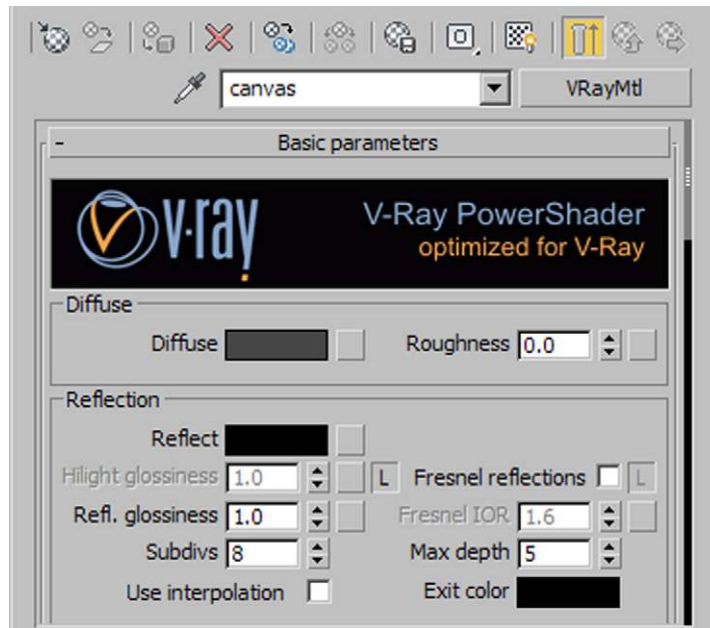 canvas VRayMtl
- Basic parameters
v·ray V-Ray PowerShader
optimized for V-Ray
Diffuse
Diffuse Roughness 0.0
Reflection
Reflect
Hilight glossiness 1.0 L Fresnel reflections L
Refl. glossiness 1.0 Fresnel IOR 1.6
Subdivs 8 Max depth 5
Use interpolation Exit color